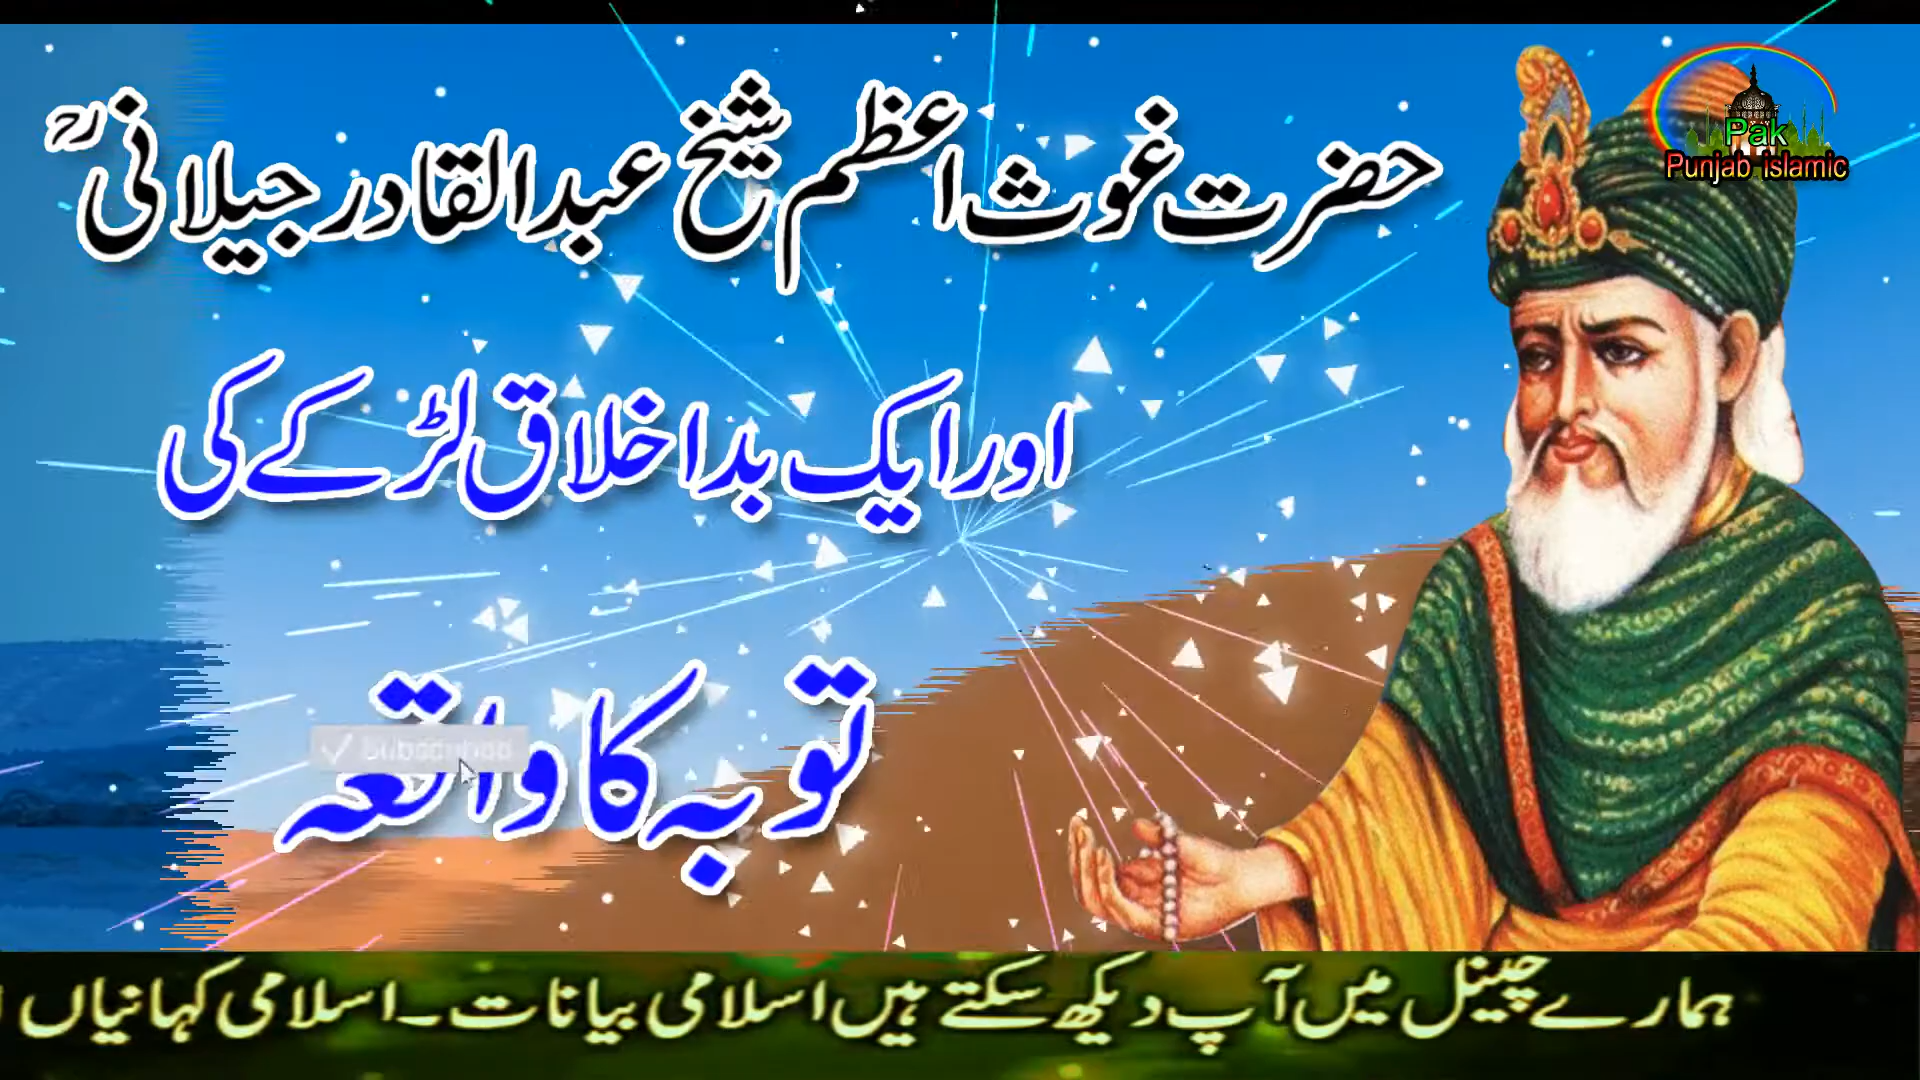 حضرت غوث اعظم شیخ عبدالقادر جیلانیؒ
Pak
Punjab islamic
اور ایک بداخلاق لڑکے کی
توبہ کا واقعہ
Subscribed
ہمارے چینل میں آپ دیکھ سکتے ہیں اسلامی بیانات۔اسلامی کہانیاں